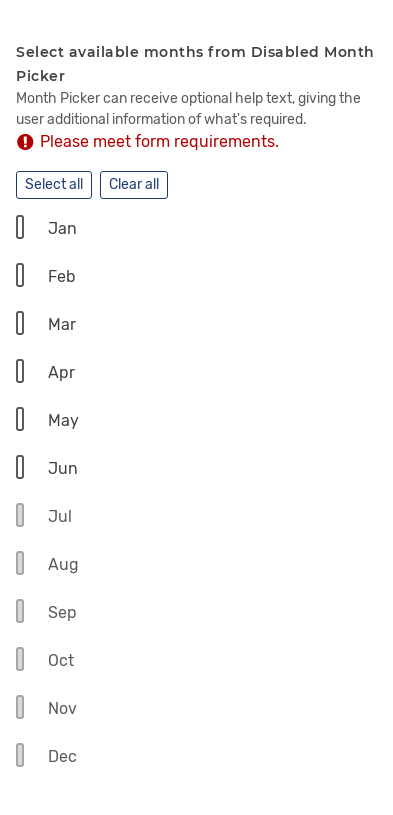 Select available months from Disabled Month
Picker
Month Picker can receive optional help text, giving the
user additional information of what's required.
Please meet form requirements.
Select all Clear all
Jan
Feb
Mar
Apr
May
Jun
Jul
Aug
Sep
Oct
Nov
Dec